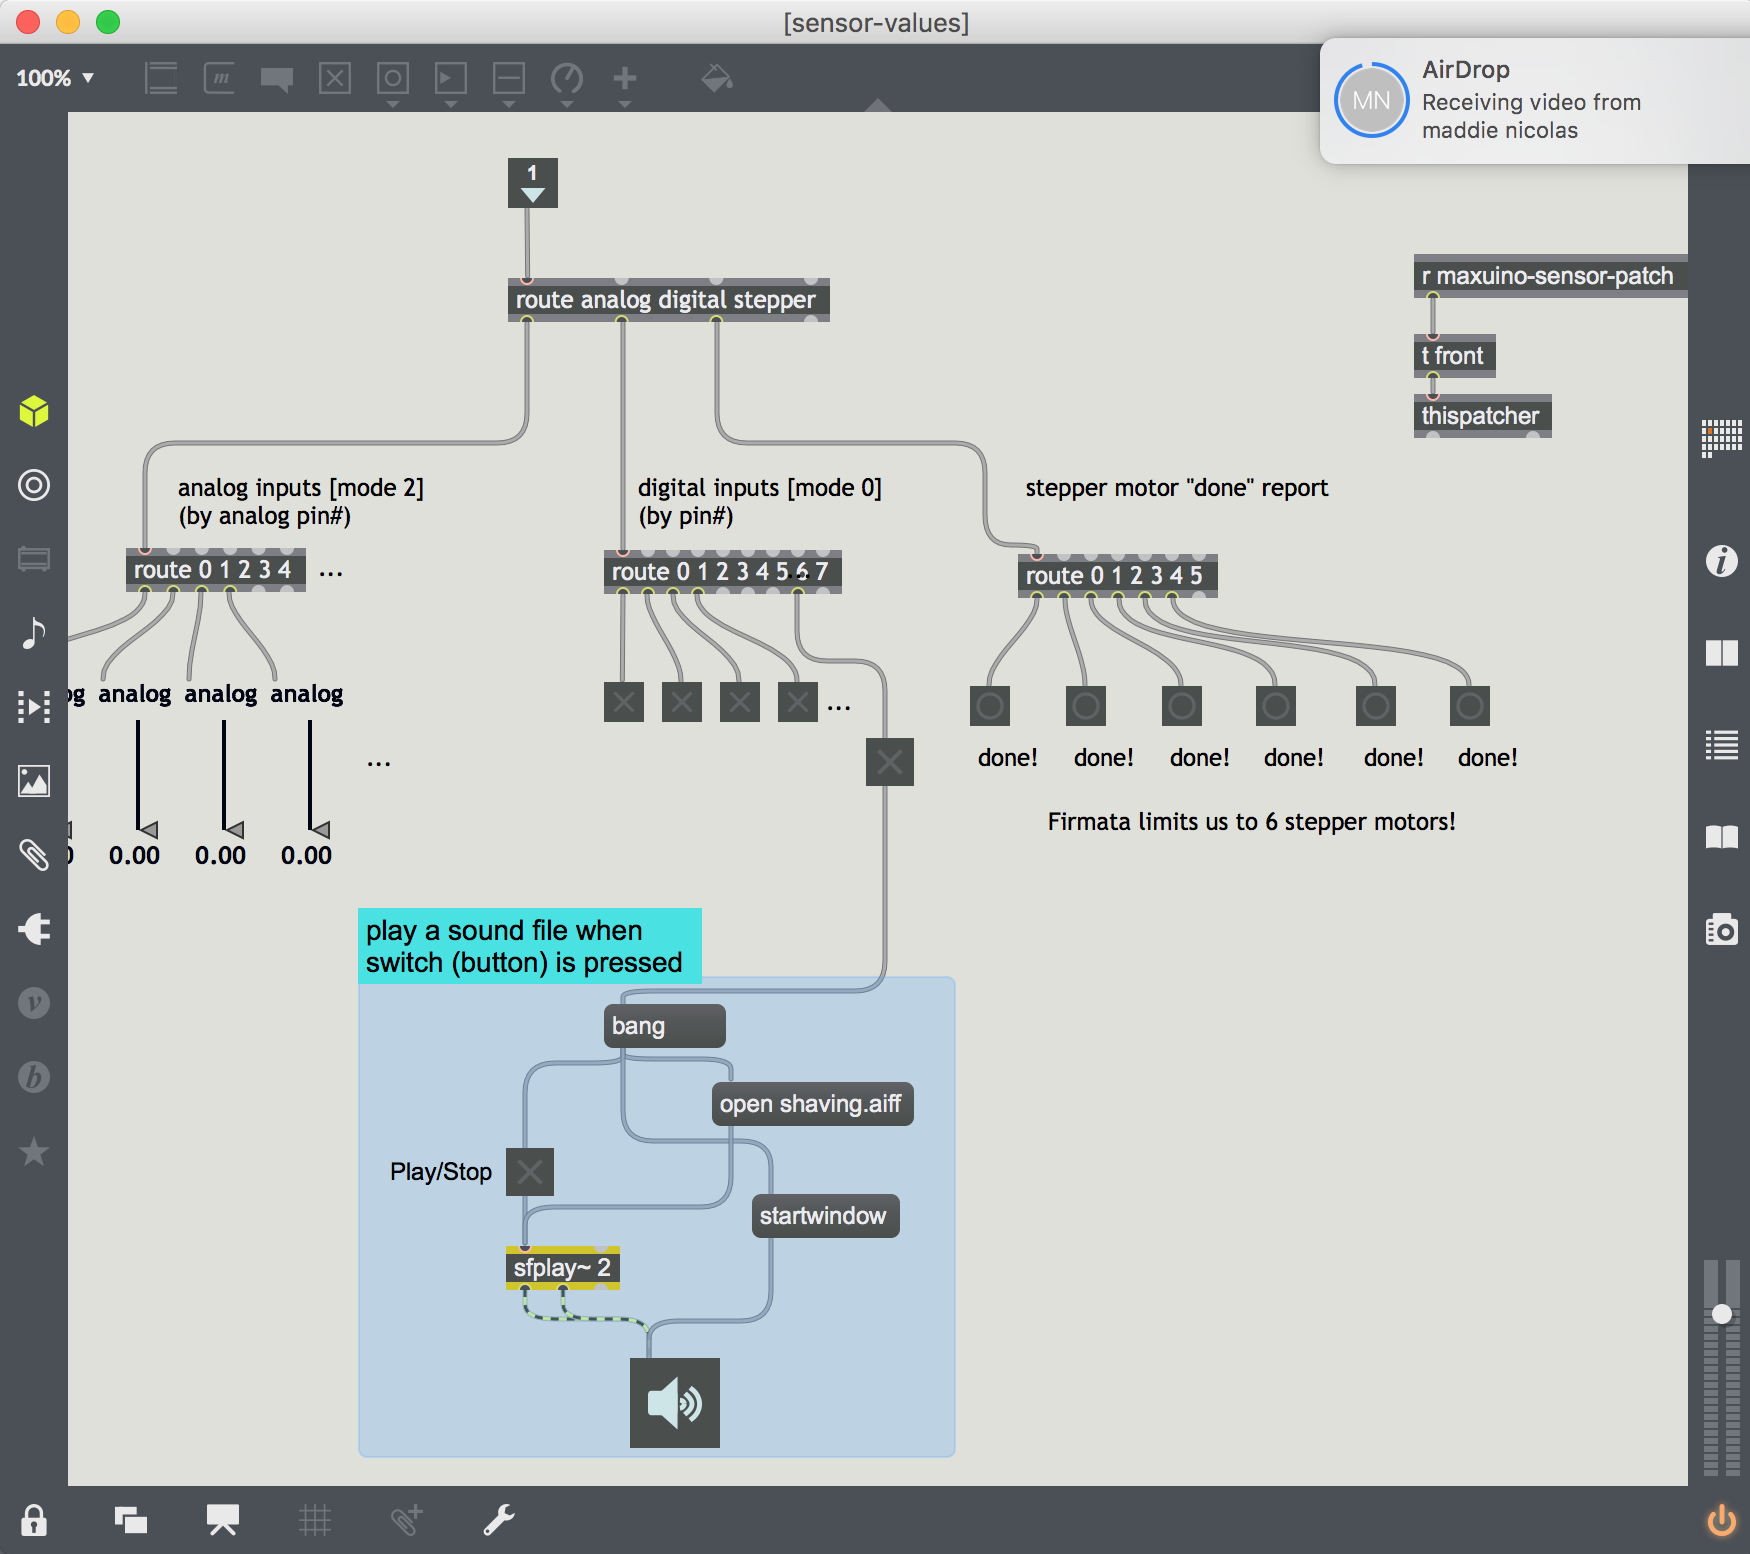 [sensor-values]
100%
m
AirDrop
MN
Receiving video from
maddie nicolas
1
route analog digital stepper
r maxuino-sensor-patch
t front
thispatcher
analog inputs [mode 2]
(by analog pin#)
digital inputs [mode 0]
(by pin#)
stepper motor "done" report
route 0 1 2 3 4
...
route 0 1 2 3 4 5 6 7
...
route 0 1 2 3 4 5
og analog analog analog
...
...
done! done! done! done! done! done!
Firmata limits us to 6 stepper motors!
0 0.00 0.00 0.00
play a sound file when
switch (button) is pressed
bang
open shaving.aiff
Play/Stop
startwindow
sfplay~ 2
i
v
b